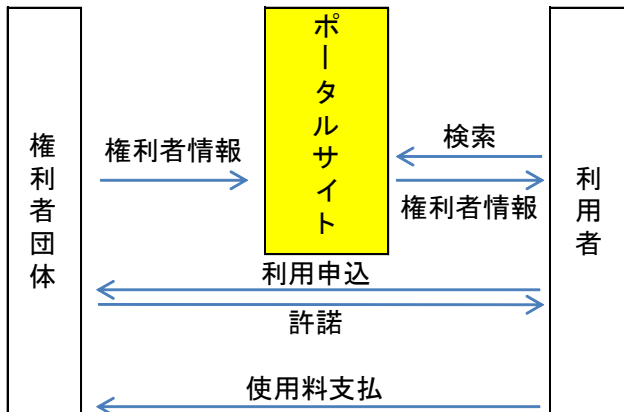 権利者団体
権利者情報
ポータルサイト
検索
権利者情報
利用者
利用申込
許諾
使用料支払